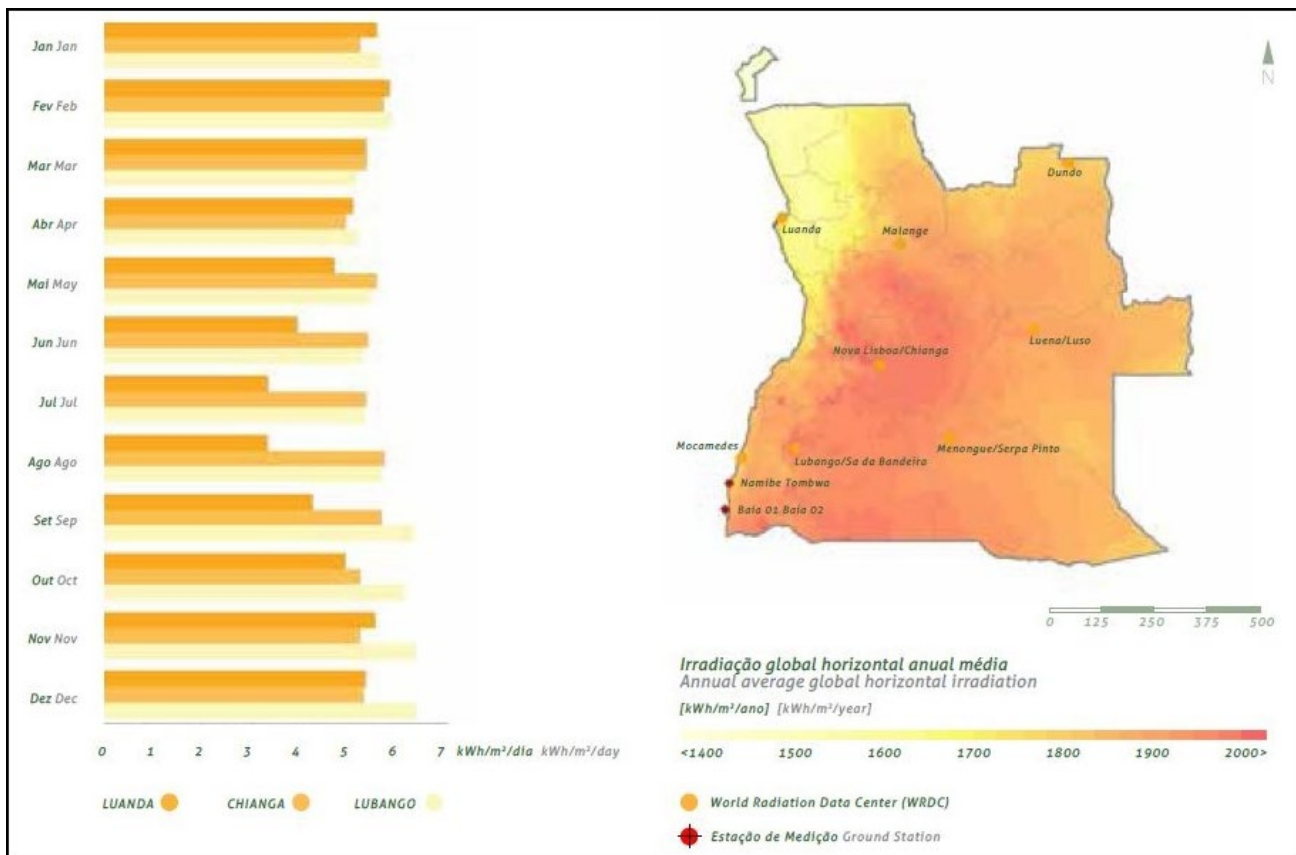 Jan Jan
Fev Feb
Mar Mar
Abr Apr
Mai May
Jun Jun
Jul Jul
Ago Ago
Set Sep
Out Oct
Nov Nov
Dez Dec
0 1 2 3 4 5 6 7 kWh/m²/dia kWh/m²/day
LUANDA CHIANGA LUBANGO
N
Dundo
Luanda
Malange
Nova Lisboa/Chianga
Luena/Luso
Mocamedes
Lubango/Sa da Bandeira
Menongue/Serpa Pinto
Namibe Tombwa
Baia 01 Baia 02
0 125 250 375 500
Irradiação global horizontal anual média
Annual average global horizontal irradiation
[kWh/m²/ano] [kWh/m²/year]
<1400 1500 1600 1700 1800 1900 2000>
World Radiation Data Center (WRDC)
Estação de Medição Ground Station